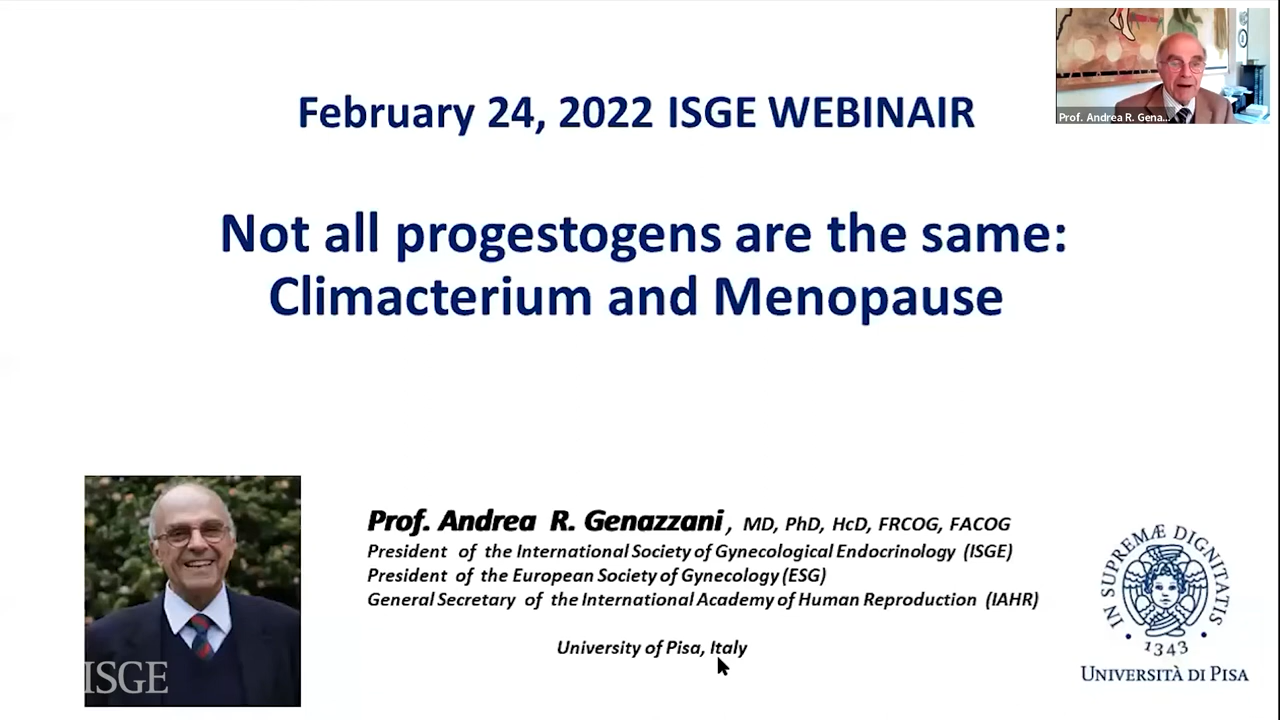 February 24, 2022 ISGE WEBINAIR
Prof. Andrea R. Gena...
Not all progestogens are the same:
Climacterium and Menopause
Prof. Andrea R. Genazzani, MD, PhD, HcD, FRCOG, FACOG
President of the International Society of Gynecological Endocrinology (ISGE)
President of the European Society of Gynecology (ESG)
General Secretary of the International Academy of Human Reproduction (IAHR)
University of Pisa, Italy
ISGE
IN SUPREMÆ DIGNITATIS
1343
UNIVERSITÀ DI PISA